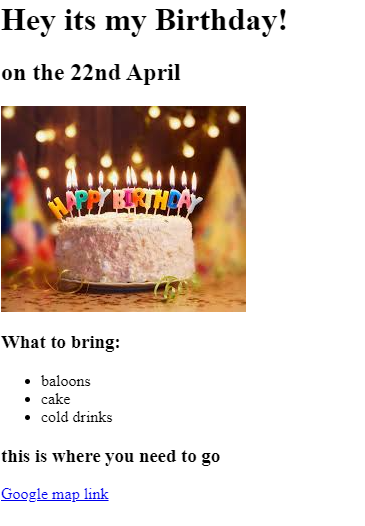 Hey its my Birthday!
on the 22nd April
HAPPY BIRTHDAY
What to bring:
baloons
cake
cold drinks
this is where you need to go
Google map link